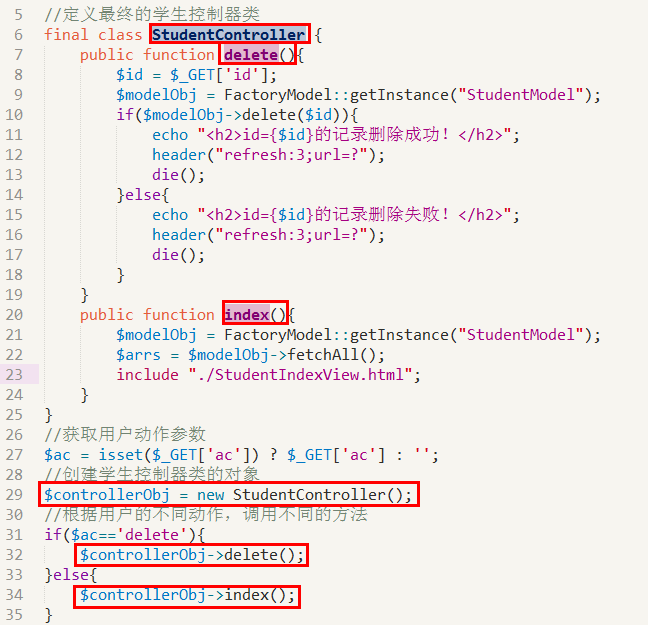 5 //定义最终的学生控制器类
6 final class StudentController {
7     public function delete(){
8         $id = $_GET['id'];
9         $modelObj = FactoryModel::getInstance("StudentModel");
10         if($modelObj->delete($id)){
11             echo "<h2>id={$id}的记录删除成功！</h2>";
12             header("refresh:3;url=?");
13             die();
14         }else{
15             echo "<h2>id={$id}的记录删除失败！</h2>";
16             header("refresh:3;url=?");
17             die();
18         }
19     }
20     public function index(){
21         $modelObj = FactoryModel::getInstance("StudentModel");
22         $arrs = $modelObj->fetchAll();
23         include "./StudentIndexView.html";
24     }
25 }
26 //获取用户动作参数
27 $ac = isset($_GET['ac']) ? $_GET['ac'] : '';
28 //创建学生控制器类的对象
29 $controllerObj = new StudentController();
30 //根据用户的不同动作，调用不同的方法
31 if($ac=='delete'){
32     $controllerObj->delete();
33 }else{
34     $controllerObj->index();
35 }